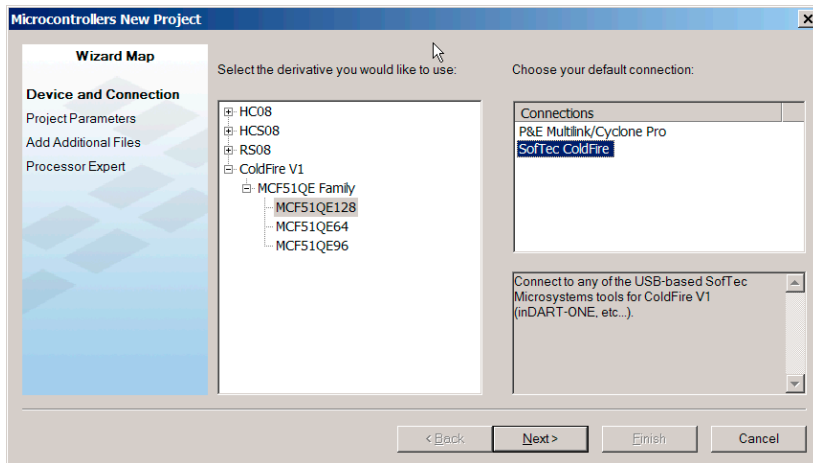 Microcontrollers New Project
Wizard Map
Device and Connection
Project Parameters
Add Additional Files
Processor Expert
Select the derivative you would like to use:
HC08
HCS08
RS08
ColdFire V1
MCF51QE Family
MCF51QE128
MCF51QE64
MCF51QE96
Choose your default connection:
Connections
P&E Multilink/Cyclone Pro
SofTec ColdFire
Connect to any of the USB-based SofTec
Microsystems tools for ColdFire V1
(inDART-ONE, etc...).
< Back
Next >
Finish
Cancel